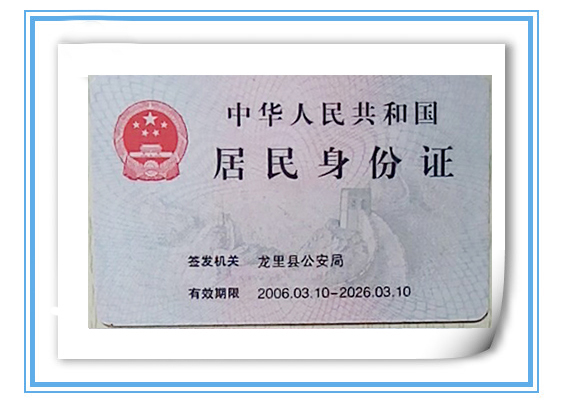 中华人民共和国
居民身份证
签发机关 龙里县公安局
有效期限 2006.03.10-2026.03.10